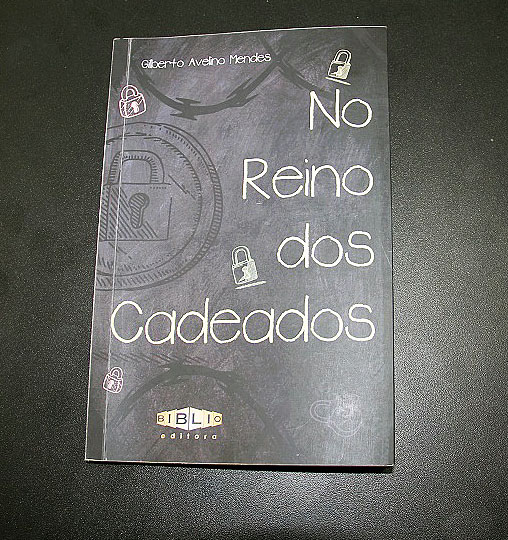 Gilberto Avelino Mendes
No
Reino
dos
Cadeados
BIBLIO
editora